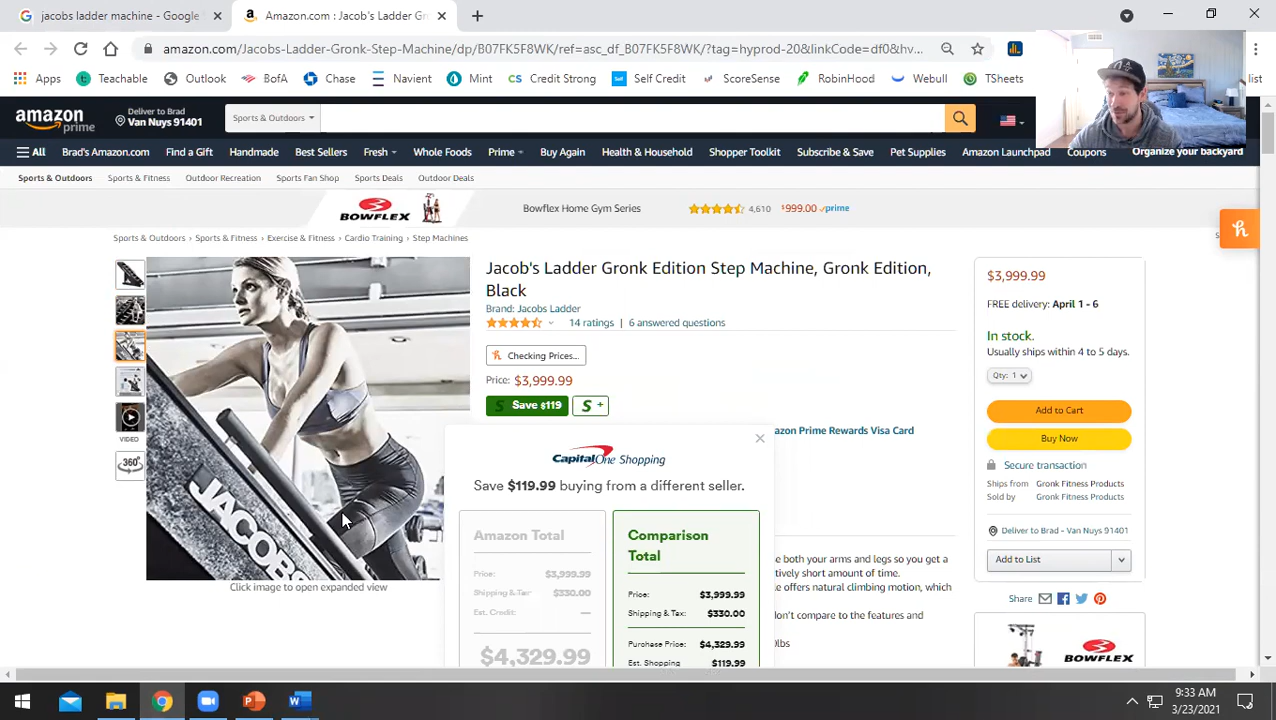 jacobs ladder machine - Google
Amazon.com : Jacob's Ladder Gr
amazon.com/Jacobs-Ladder-Gronk-Step-Machine/dp/B07FK5F8WK/ref=asc_df_B07FK5F8WK/?tag=hyprod-20&linkCode=df0&hv...
Apps Teachable Outlook BofA Chase Navient Mint Credit Strong Self Credit ScoreSense RobinHood Webull TSheets
amazon prime
Deliver to Brad
Van Nuys 91401
Sports & Outdoors
All Brad's Amazon.com Find a Gift Handmade Best Sellers Fresh Whole Foods Prime Buy Again Health & Household Shopper Toolkit Subscribe & Save Pet Supplies Amazon Launchpad Coupons Organize your backyard
Sports & Outdoors Sports & Fitness Outdoor Recreation Sports Fan Shop Sports Deals Outdoor Deals
BOWFLEX Bowflex Home Gym Series 4,610 $999.00 prime
Sports & Outdoors › Sports & Fitness › Exercise & Fitness › Cardio Training › Step Machines
Jacob's Ladder Gronk Edition Step Machine, Gronk Edition,
Black
Brand: Jacobs Ladder
14 ratings | 6 answered questions
Checking Prices...
Price: $3,999.99
Save $119 S +
azon Prime Rewards Visa Card
CapitalOne Shopping
Save $119.99 buying from a different seller.
Amazon Total
Price: $3,999.99
Shipping & Tax: $330.00
Est. Credit: —
$4,329.99
Comparison
Total
Price: $3,999.99
Shipping & Tax: $330.00
Purchase Price: $4,329.99
Est. Shopping $119.99
e both your arms and legs so you get a
tively short amount of time.
e offers natural climbing motion, which
on't compare to the features and
0lbs
VIDEO
360°
JACOBS
Click image to open expanded view
$3,999.99
FREE delivery: April 1 - 6
In stock.
Usually ships within 4 to 5 days.
Qty: 1
Add to Cart
Buy Now
Secure transaction
Ships from Gronk Fitness Products
Sold by Gronk Fitness Products
Deliver to Brad - Van Nuys 91401
Add to List
Share
BOWFLEX
9:33 AM
3/23/2021